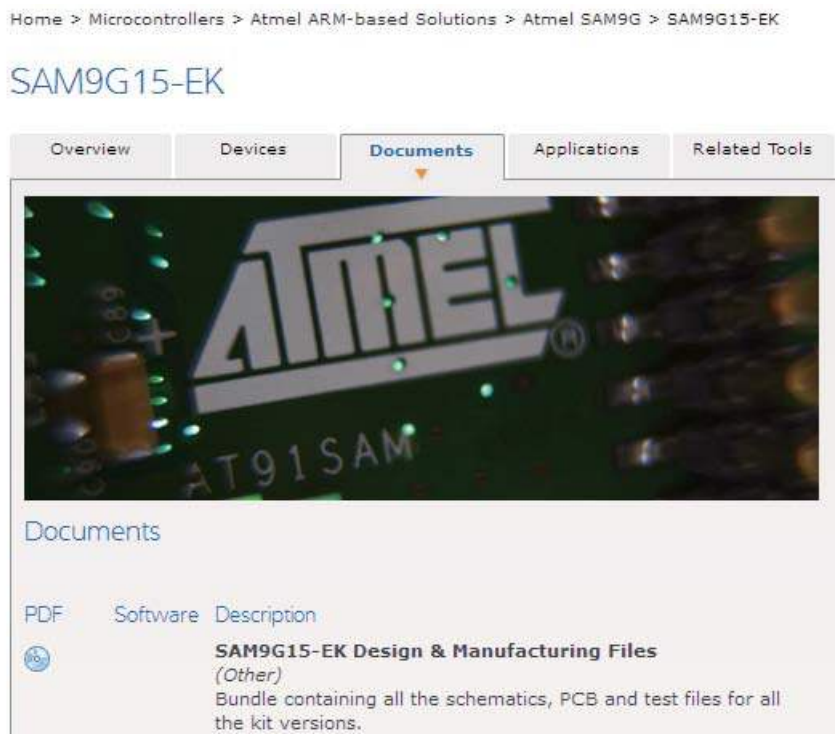 Home > Microcontrollers > Atmel ARM-based Solutions > Atmel SAM9G > SAM9G15-EK
SAM9G15-EK
Overview Devices Documents Applications Related Tools
ATMEL
®
C89
+
AT91SAM
Documents
PDF Software Description
SAM9G15-EK Design & Manufacturing Files
(Other)
Bundle containing all the schematics, PCB and test files for all
the kit versions.